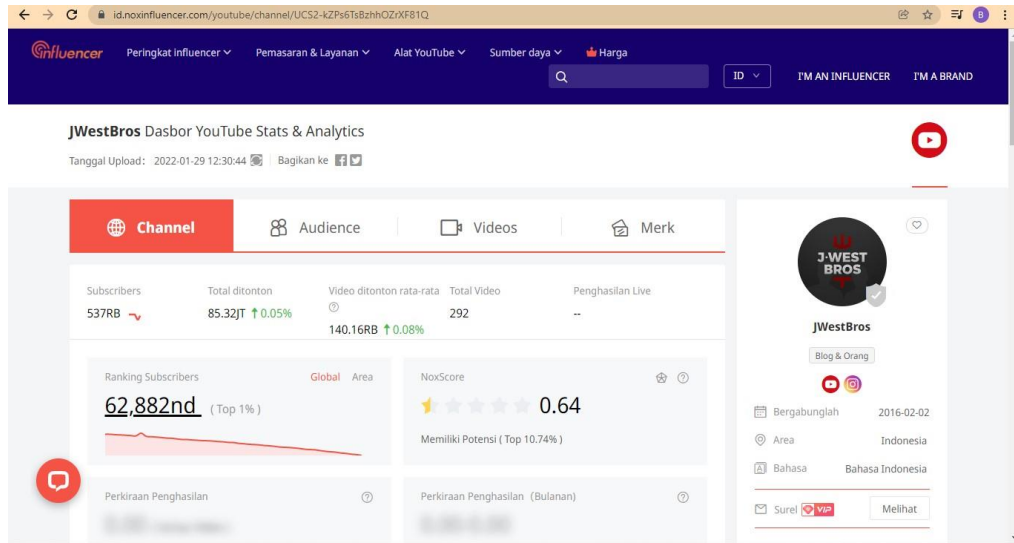 id.noxinfluencer.com/youtube/channel/UCS2-kZPs6TsBzhhOZrXF81Q
influencer
Peringkat influencer
Pemasaran & Layanan
Alat YouTube
Sumber daya
Harga
ID
I'M AN INFLUENCER
I'M A BRAND
JWestBros Dasbor YouTube Stats & Analytics
Tanggal Upload: 2022-01-29 12:30:44
Bagikan ke
Channel
Audience
Videos
Merk
Subscribers
537RB
Total ditonton
85.32JT 0.05%
Video ditonton rata-rata
140.16RB 0.08%
Total Video
292
Penghasilan Live
--
Ranking Subscribers
Global Area
62,882nd ( Top 1% )
NoxScore
0.64
Memiliki Potensi ( Top 10.74% )
Perkiraan Penghasilan
Perkiraan Penghasilan (Bulanan)
J·WEST
BROS
JWestBros
Blog & Orang
Bergabunglah 2016-02-02
Area Indonesia
Bahasa Bahasa Indonesia
Surel VIP Melihat
B